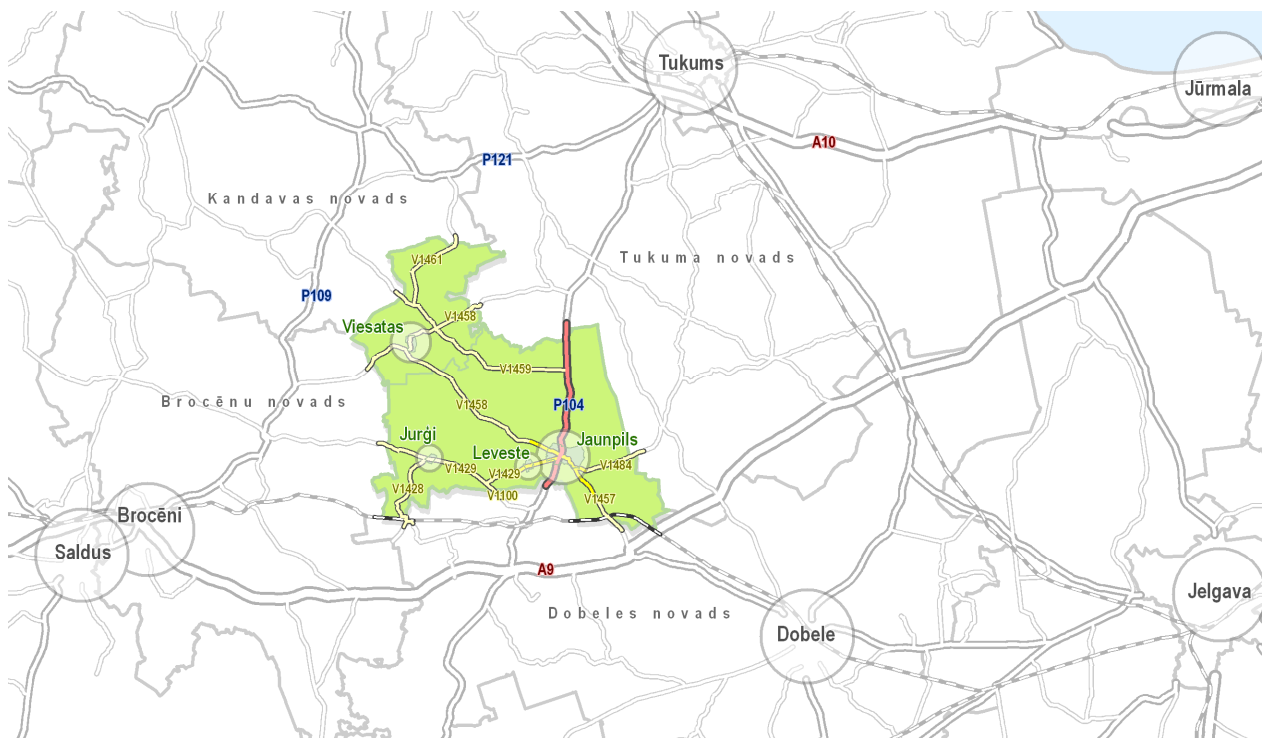 Tukums
Jūrmala
A10
P121
Kandavas novads
Tukuma novads
V1461
P109
V1458
Viesatas
V1459
Brocēnu novads
V1458
P104
Jurģi
Jaunpils
Leveste
V1429
V1429
V1484
V1428
V1100
V1457
Brocēni
Saldus
A9
Jelgava
Dobeles novads
Dobele